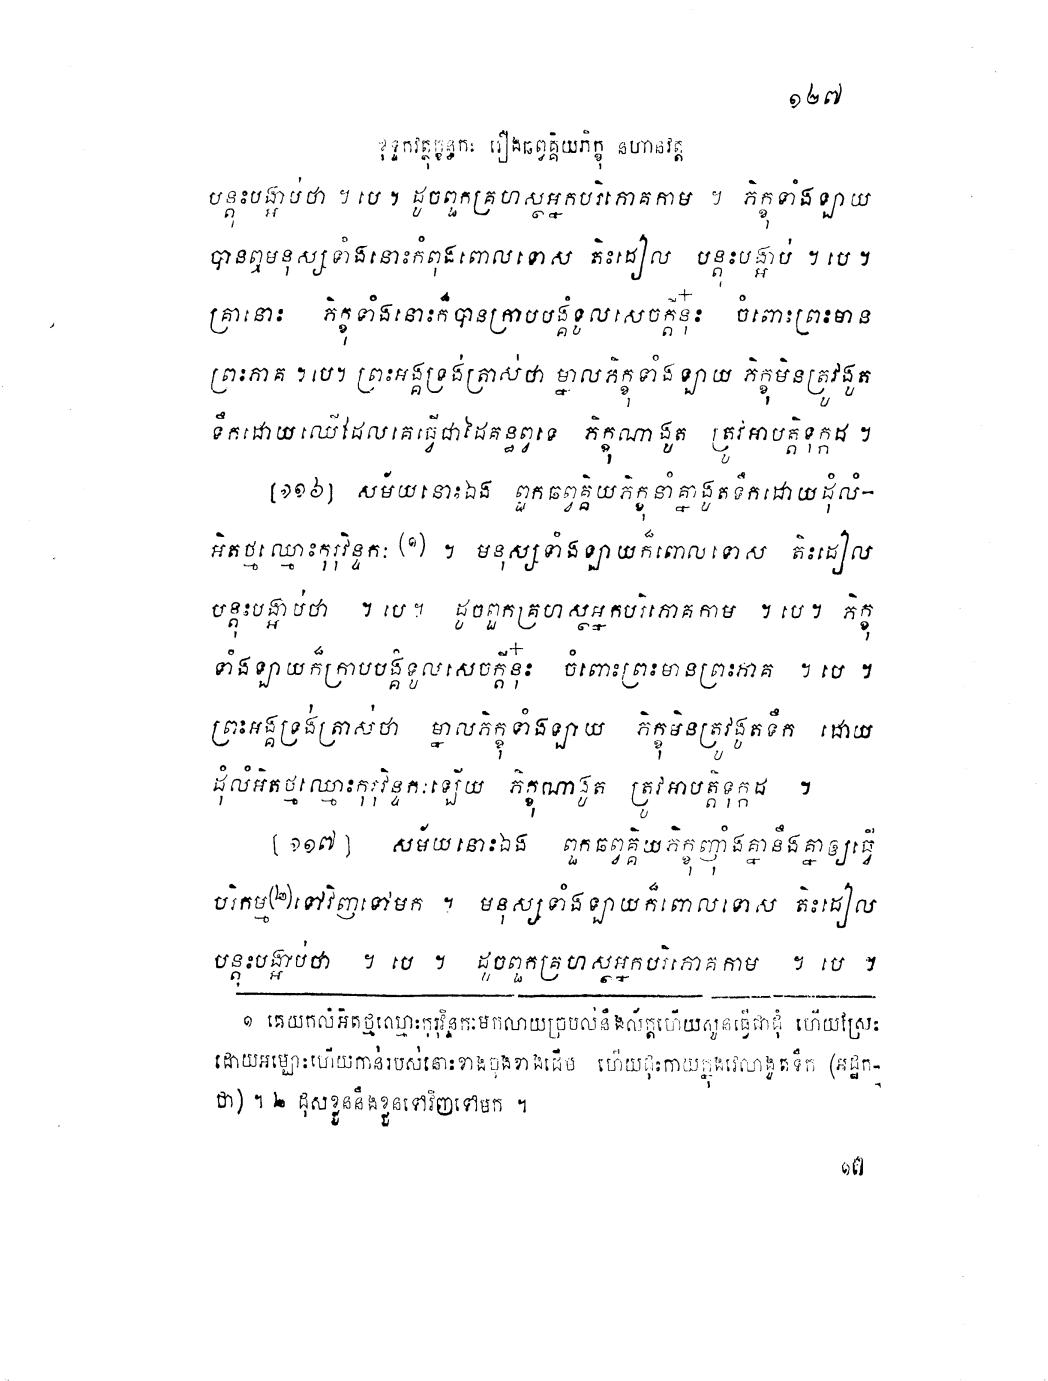 ១២៧
ខុទ្ទកវត្ថុក្ខន្ធកៈ រឿងឆព្វគ្គិយភិក្ខុ នហានវត្ត
បន្តុះបង្អាប់ថា ។ បេ ។ ដូចពួកគ្រហស្ថអ្នកបរិភោគកាម ។ ភិក្ខុទាំងឡាយ
បានឮមនុស្សទាំងនោះកំពុងពោលទោស តិះដៀល បន្តុះបង្អាប់ ។ បេ ។
គ្រានោះ ភិក្ខុទាំងនោះក៏បានក្រាបបង្គំទូលសេចក្តីនុ៎ះ ចំពោះព្រះមាន
ព្រះភាគ ។ បេ ។ ព្រះអង្គទ្រង់ត្រាស់ថា ម្នាលភិក្ខុទាំងឡាយ ភិក្ខុមិនត្រូវងូត
ទឹកដោយឈើដែលគេធ្វើជាដៃគន្ធព្វទេ ភិក្ខុណាងូត ត្រូវអាបត្តិទុក្កដ ។
[១១៦] សម័យនោះឯង ពួកឆព្វគ្គិយភិក្ខុនាំគ្នាងូតទឹកដោយដុំលំ-
អិតថ្មឈ្មោះកុរុវិន្ទកៈ (១) ។ មនុស្សទាំងឡាយក៏ពោលទោស តិះដៀល
បន្តុះបង្អាប់ថា ។ បេ ។ ដូចពួកគ្រហស្ថអ្នកបរិភោគកាម ។ បេ ។ ភិក្ខុ
ទាំងឡាយក៏ក្រាបបង្គំទូលសេចក្តីនុ៎ះ ចំពោះព្រះមានព្រះភាគ ។ បេ ។
ព្រះអង្គទ្រង់ត្រាស់ថា ម្នាលភិក្ខុទាំងឡាយ ភិក្ខុមិនត្រូវងូតទឹក ដោយ
ដុំលំអិតថ្មឈ្មោះកុរុវិន្ទកៈឡើយ ភិក្ខុណាងូត ត្រូវអាបត្តិទុក្កដ ។
[ ១១៧ ] សម័យនោះឯង ពួកឆព្វគ្គិយភិក្ខុញ៉ាំងគ្នានឹងគ្នាឲ្យធ្វើ
បរិកម្ម(២)ទៅវិញទៅមក ។ មនុស្សទាំងឡាយក៏ពោលទោស តិះដៀល
បន្តុះបង្អាប់ថា ។ បេ ។ ដូចពួកគ្រហស្ថអ្នកបរិភោគកាម ។ បេ ។
១ គេយកលំអិតថ្មឈ្មោះកុរុវិន្ទកៈមកលាយច្របល់នឹងល័ក្តហើយសូនធ្វើជាដុំ ហើយស្រែះ
ដោយអម្បោះហើយកាន់របស់នោះខាងចុងខាងដើម ហើយដុះកាយក្នុងវេលាងូតទឹក (អដ្ឋក-
ថា) ។ ២ ដុសខ្លួននឹងខ្លួនទៅវិញទៅមក ។
១៧